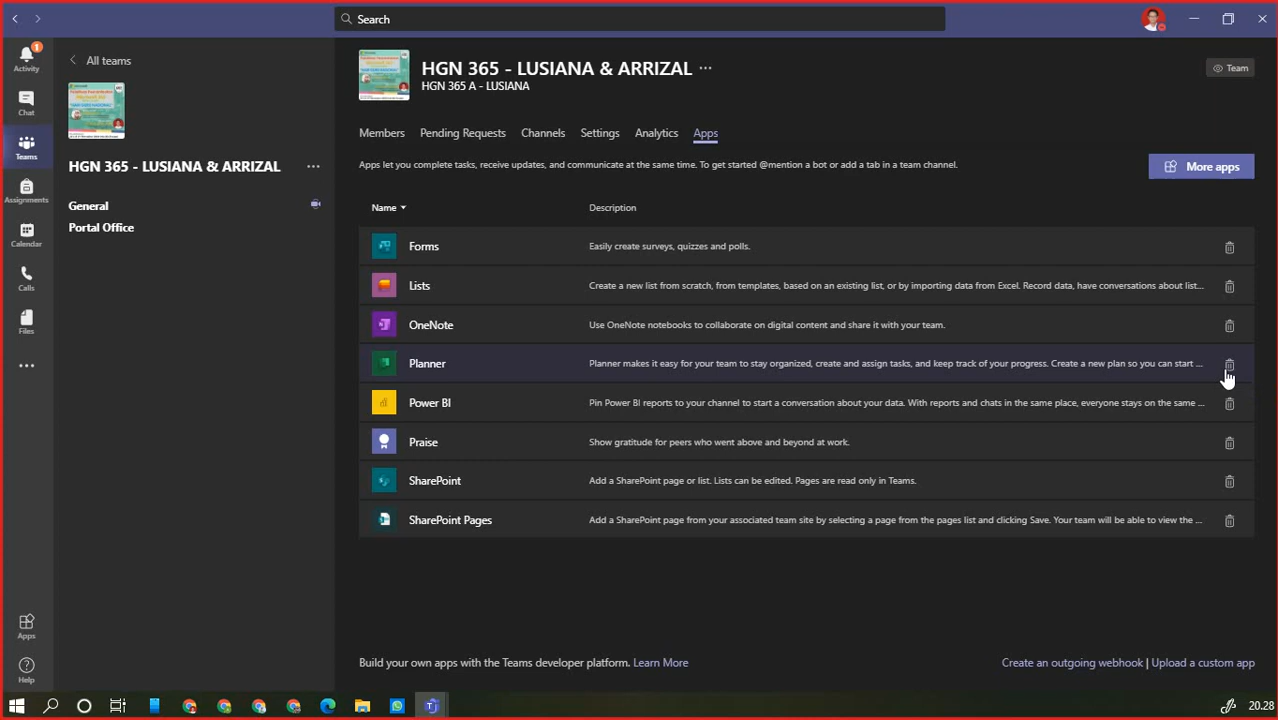 Search
Activity
1
Chat
Teams
Assignments
Calendar
Calls
Files
Apps
Help
All teams
HGN 365 - LUSIANA & ARRIZAL
General
Portal Office
HGN 365 - LUSIANA & ARRIZAL
HGN 365 A - LUSIANA
Team
Members Pending Requests Channels Settings Analytics Apps
Apps let you complete tasks, receive updates, and communicate at the same time. To get started @mention a bot or add a tab in a team channel.
More apps
Name Description
Forms Easily create surveys, quizzes and polls.
Lists Create a new list from scratch, from templates, based on an existing list, or by importing data from Excel. Record data, have conversations about list...
OneNote Use OneNote notebooks to collaborate on digital content and share it with your team.
Planner Planner makes it easy for your team to stay organized, create and assign tasks, and keep track of your progress. Create a new plan so you can start ...
Power BI Pin Power BI reports to your channel to start a conversation about your data. With reports and chats in the same place, everyone stays on the same ...
Praise Show gratitude for peers who went above and beyond at work.
SharePoint Add a SharePoint page or list. Lists can be edited. Pages are read only in Teams.
SharePoint Pages Add a SharePoint page from your associated team site by selecting a page from the pages list and clicking Save. Your team will be able to view the ...
Build your own apps with the Teams developer platform. Learn More
Create an outgoing webhook | Upload a custom app
20.28